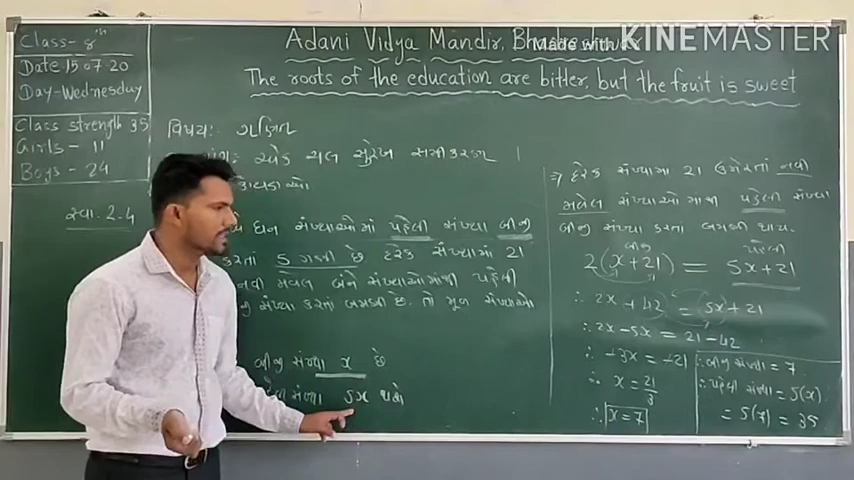 Class- 8th
Date 15-07-20
Day-Wednesday
Class strength 35
Girls - 11
Boys - 24
સ્વા. 2.4
Adani Vidya Mandir,
Made with KINEMASTER
The roots of the education are bitter, but the fruit is sweet
વિષય: ગણિત
એક ચલ સુરેખ સમીકરણ
દાખલો
ધન સંખ્યાઓમાં પહેલી સંખ્યા બીજી
કરતાં 5 ગણી છે દરેક સંખ્યામાં 21
નવી મળેલ બંને સંખ્યાઓમાંથી પહેલી
સંખ્યા કરતાં બમણી છે. તો મૂળ સંખ્યાઓ
બીજી સંખ્યા x છે
સંખ્યા 5x થશે
⇒ દરેક સંખ્યામાં 21 ઉમેરતાં નવી
મળેલ સંખ્યાઓ માંથી પહેલી સંખ્યા
બીજી સંખ્યા કરતાં બમણી થાય.
બીજી પહેલી
2(x+21) = 5x+21
∴ 2x + 42 = 5x + 21
∴ 2x - 5x = 21 - 42
∴ -3x = -21
∴ x = 21/3
∴ x = 7
∴ બીજી સંખ્યા = 7
∴ પહેલી સંખ્યા = 5(x)
= 5(7) = 35